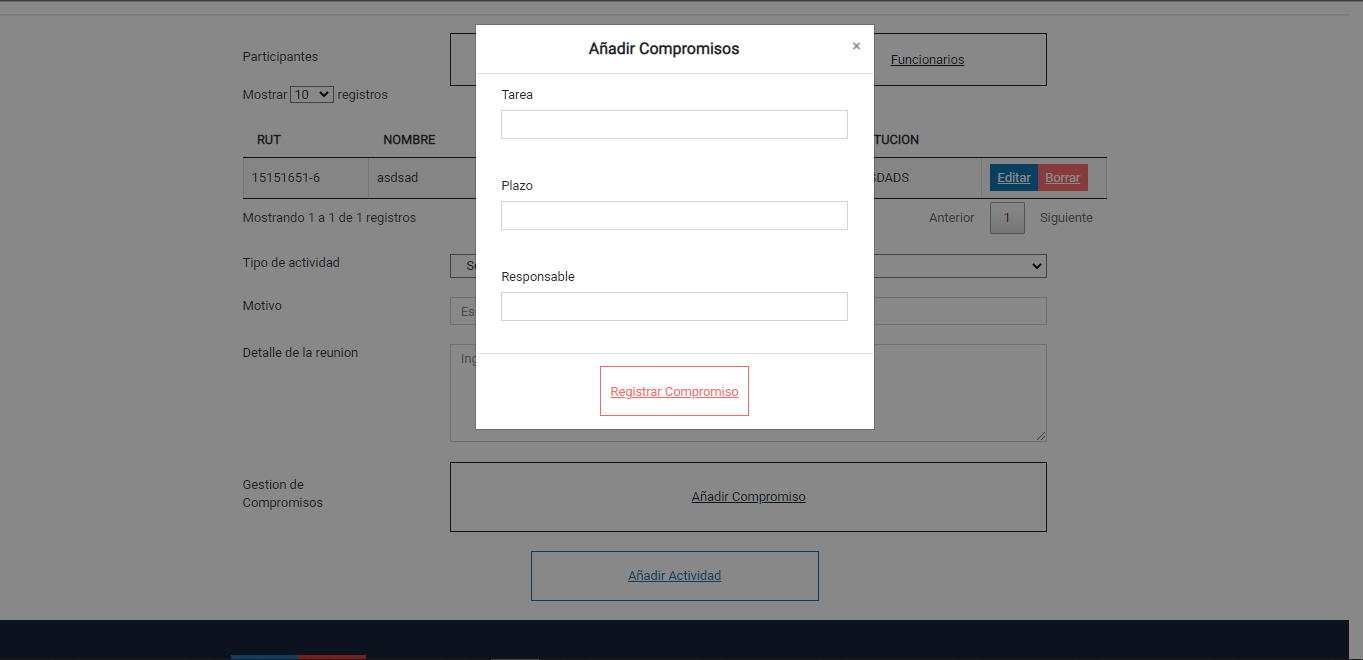 Añadir Compromisos ×
Participantes Funcionarios
Mostrar 10 registros
RUT NOMBRE
15151651-6 asdsad Editar Borrar
Mostrando 1 a 1 de 1 registros Anterior 1 Siguiente
Tarea
Plazo
Responsable
Registrar Compromiso
Tipo de actividad
Motivo
Detalle de la reunion
Gestion de
Compromisos
Añadir Compromiso
Añadir Actividad